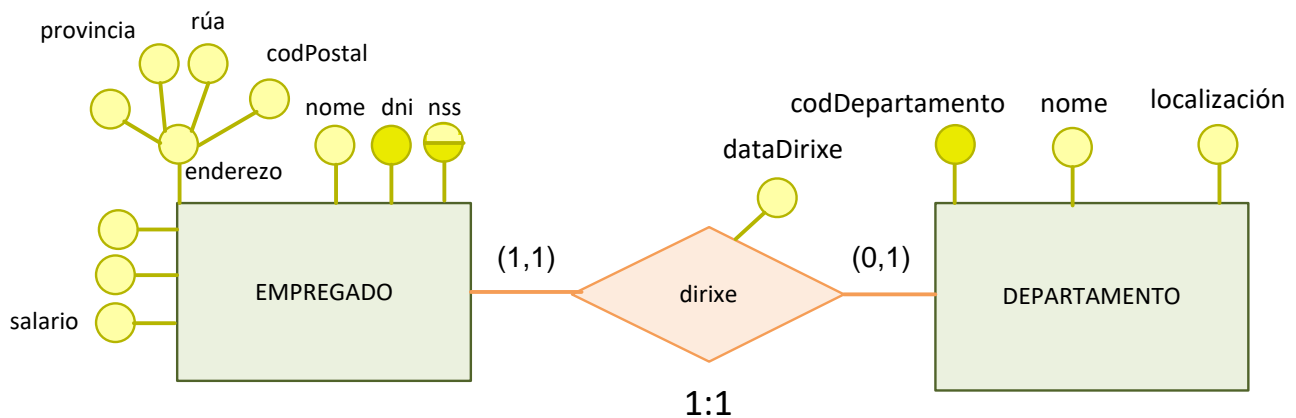 provincia
rúa
codPostal
nome
dni
nss
enderezo
salario
EMPREGADO
(1,1)
dataDirixe
dirixe
1:1
(0,1)
codDepartamento
nome
localización
DEPARTAMENTO